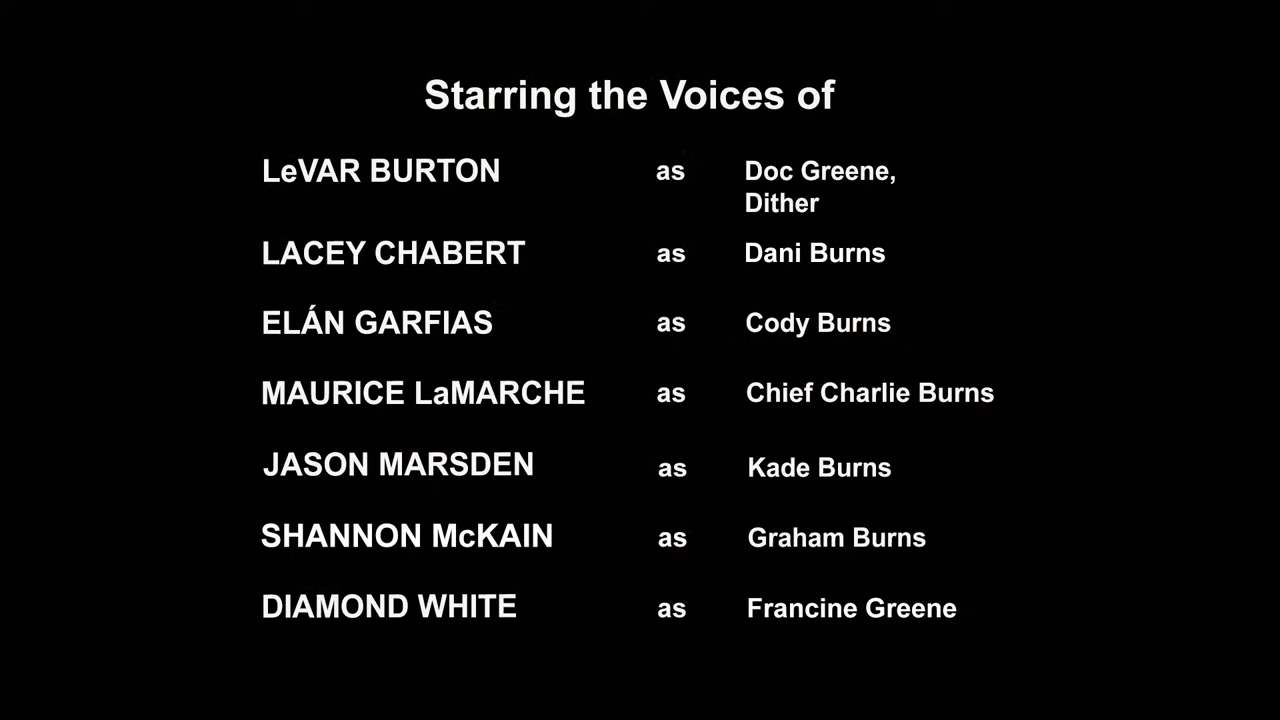 Starring the Voices of
LeVAR BURTON as Doc Greene,
Dither
LACEY CHABERT as Dani Burns
ELÁN GARFIAS as Cody Burns
MAURICE LaMARCHE as Chief Charlie Burns
JASON MARSDEN as Kade Burns
SHANNON McKAIN as Graham Burns
DIAMOND WHITE as Francine Greene